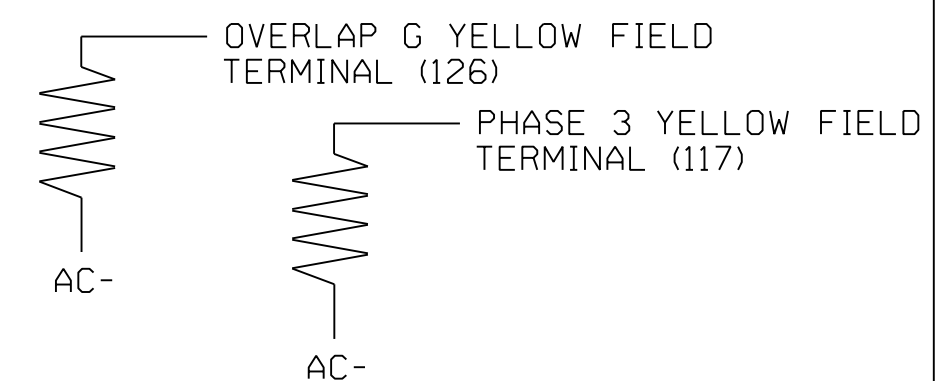 OVERLAP G YELLOW FIELD
TERMINAL (126)
PHASE 3 YELLOW FIELD
TERMINAL (117)
AC-
AC-